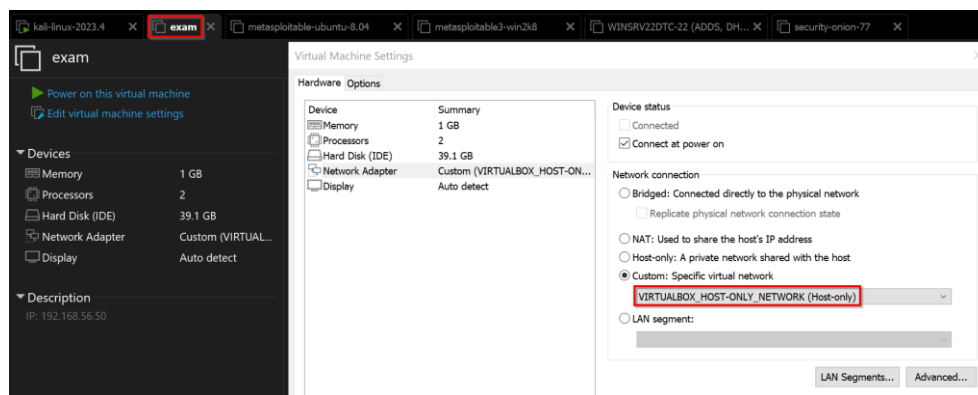 kali-linux-2023.4
exam
metasploitable-ubuntu-8.04
metasploitable3-win2k8
WINSRV22DTC-22 (ADDS, DH...
security-onion-77
exam
Power on this virtual machine
Edit virtual machine settings
Devices
Memory 1 GB
Processors 2
Hard Disk (IDE) 39.1 GB
Network Adapter Custom (VIRTUAL...
Display Auto detect
Description
IP: 192.168.56.50
Virtual Machine Settings
Hardware Options
Device Summary
Memory 1 GB
Processors 2
Hard Disk (IDE) 39.1 GB
Network Adapter Custom (VIRTUALBOX_HOST-ON...
Display Auto detect
Device status
Connected
Connect at power on
Network connection
Bridged: Connected directly to the physical network
Replicate physical network connection state
NAT: Used to share the host's IP address
Host-only: A private network shared with the host
Custom: Specific virtual network
VIRTUALBOX_HOST-ONLY_NETWORK (Host-only)
LAN segment:
LAN Segments... Advanced...